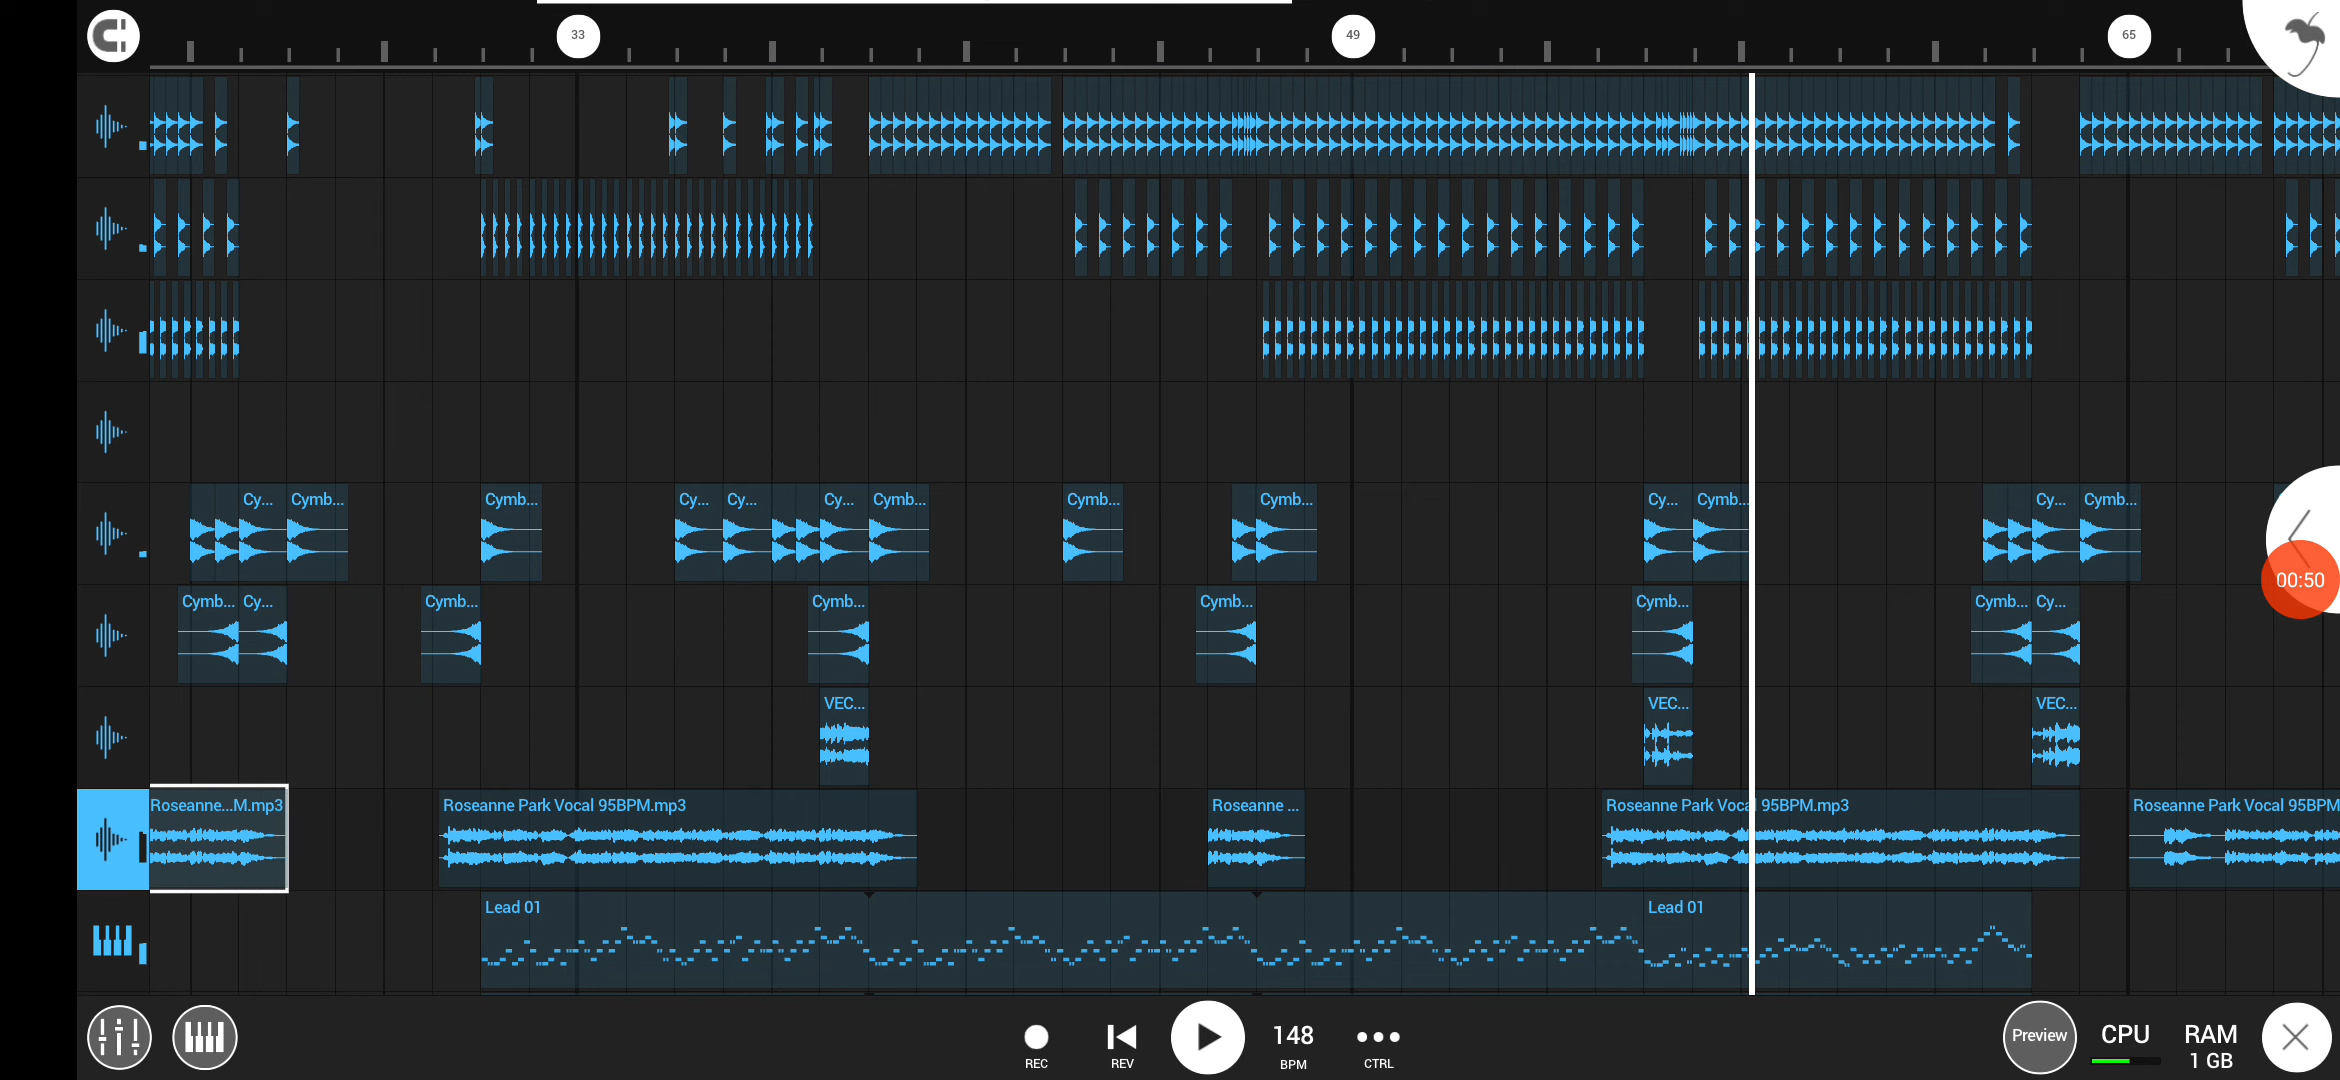 33
49
65
Cy...
Cymb...
Cymb...
Cy...
Cy...
Cy...
Cymb...
Cymb...
Cymb...
Cy...
Cymb...
Cy...
Cymb...
00:50
Cymb...
Cy...
Cymb...
Cymb...
Cymb...
Cymb...
Cymb...
Cy...
VEC...
VEC...
VEC...
Roseanne...M.mp3
Roseanne Park Vocal 95BPM.mp3
Roseanne ...
Roseanne Park Vocal 95BPM.mp3
Roseanne Park Vocal 95BPM
Lead 01
Lead 01
REC
REV
148
BPM
CTRL
Preview
CPU
RAM
1 GB